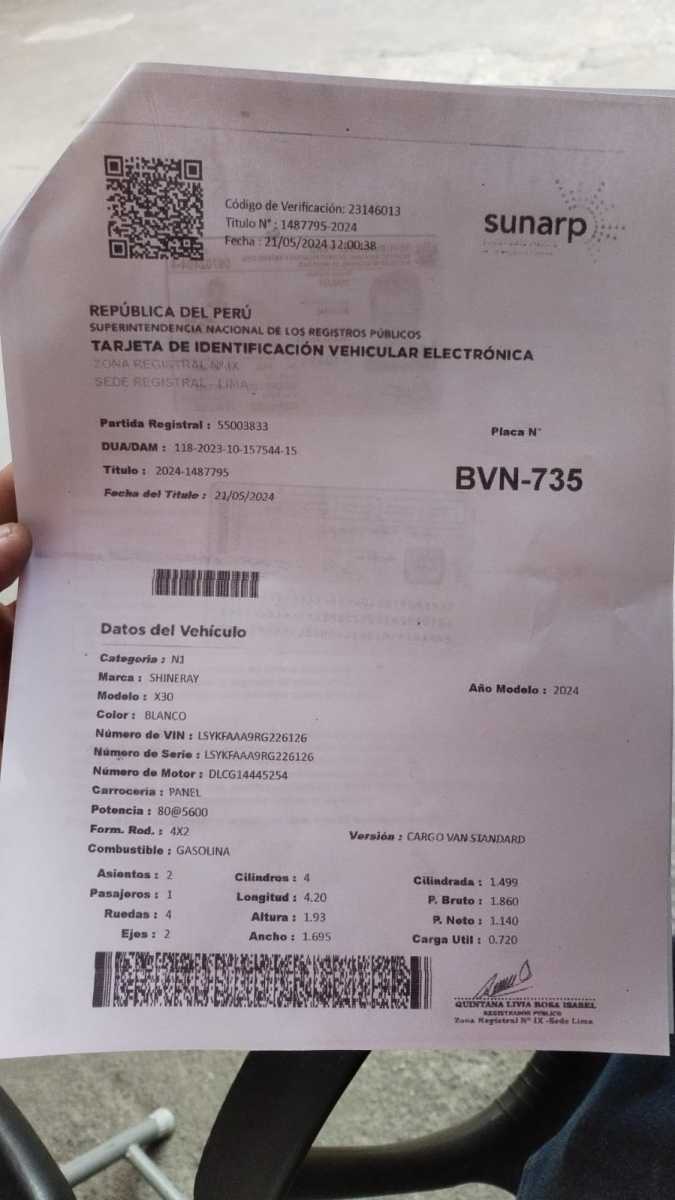 Código de Verificación: 23146013
Titulo N° : 1487795-2024
Fecha : 21/05/2024 12:00:38
sunarp
REPÚBLICA DEL PERÚ
SUPERINTENDENCIA NACIONAL DE LOS REGISTROS PÚBLICOS
TARJETA DE IDENTIFICACIÓN VEHICULAR ELECTRÓNICA
ZONA REGISTRAL N° IX
SEDE REGISTRAL - LIMA
Partida Registral : 55003833
DUA/DAM : 118-2023-10-157544-15
Titulo : 2024-1487795
Fecha del Titulo : 21/05/2024
Placa N°
BVN-735
Datos del Vehículo
Categoria : N1
Marca : SHINERAY
Modelo : X30
Color : BLANCO
Año Modelo : 2024
Número de VIN : LSYKFAAA9RG226126
Número de Serie : LSYKFAAA9RG226126
Número de Motor : DLCG14445254
Carroceria : PANEL
Potencia : 80@5600
Form. Rod. : 4X2
Versión : CARGO VAN STANDARD
Combustible : GASOLINA
Asientos : 2 Cilindros : 4 Cilindrada : 1.499
Pasajeros : 1 Longitud : 4.20 P. Bruto : 1.860
Ruedas : 4 Altura : 1.93 P. Neto : 1.140
Ejes : 2 Ancho : 1.695 Carga Util : 0.720
QUINTANA LIVIA ROSA ISABEL
REGISTRADOR PÚBLICO
Zona Registral N° IX -Sede Lima